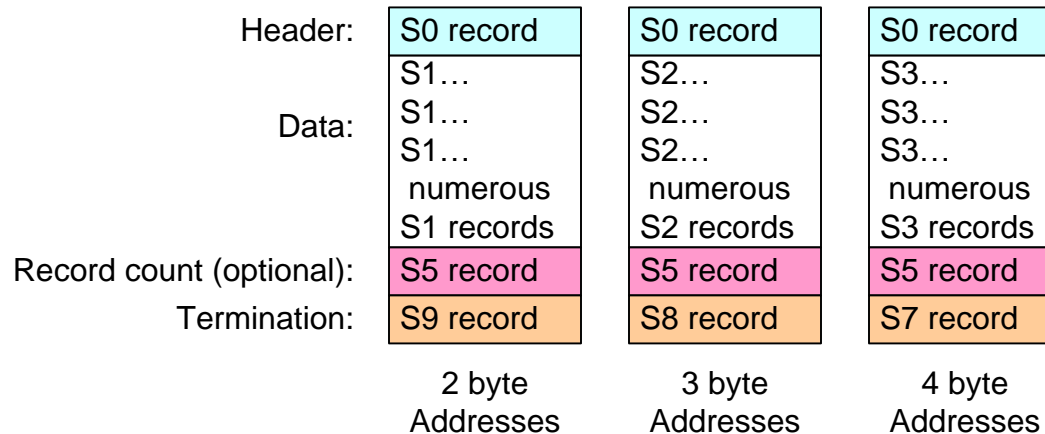 Header: S0 record S0 record S0 record
S1… S2… S3…
Data: S1… S2… S3…
S1… S2… S3…
numerous numerous numerous
S1 records S2 records S3 records
Record count (optional): S5 record S5 record S5 record
Termination: S9 record S8 record S7 record
2 byte 3 byte 4 byte
Addresses Addresses Addresses